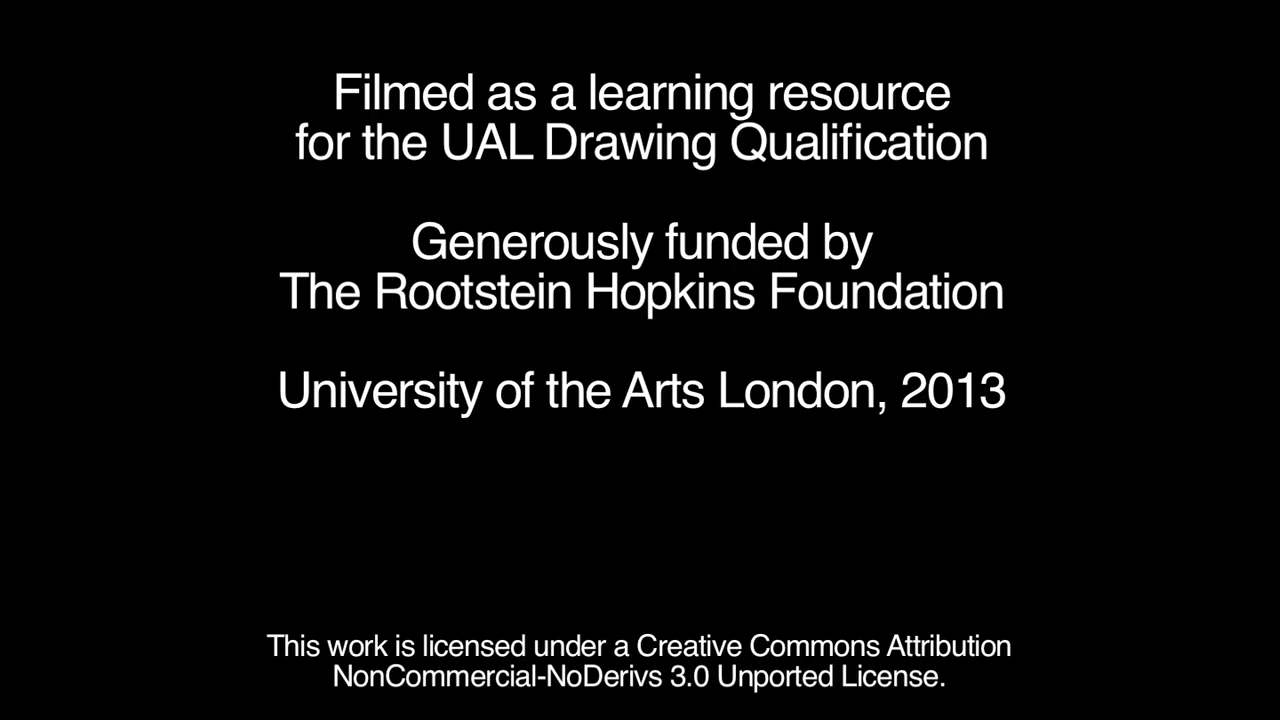 Filmed as a learning resource
for the UAL Drawing Qualification
Generously funded by
The Rootstein Hopkins Foundation
University of the Arts London, 2013
This work is licensed under a Creative Commons Attribution
NonCommercial-NoDerivs 3.0 Unported License.